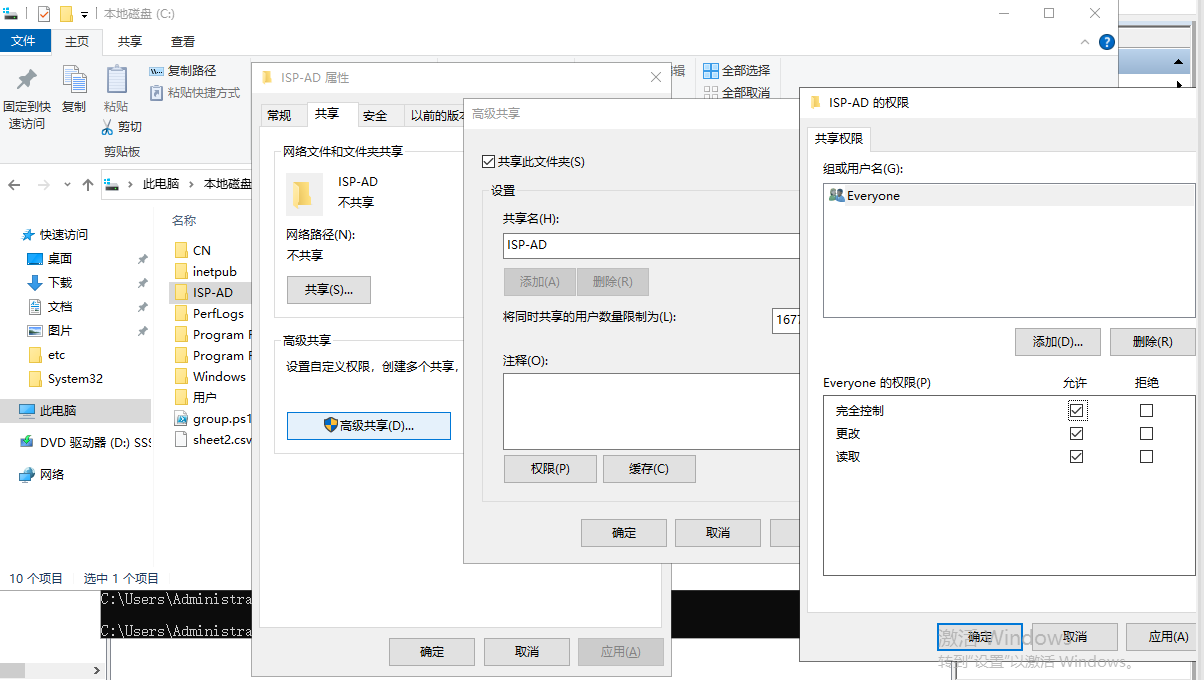 本地磁盘 (C:)
文件 主页 共享 查看
固定到快速访问
复制
粘贴
复制路径
粘贴快捷方式
剪切
剪贴板
全部选择
全部取消
此电脑 本地磁盘
快速访问
桌面
下载
文档
图片
etc
System32
此电脑
DVD 驱动器 (D:) SS
网络
名称
CN
inetpub
ISP-AD
PerfLogs
Program
Program
Windows
用户
group.ps1
sheet2.csv
10 个项目 选中 1 个项目
C:\Users\Administra
C:\Users\Administra
ISP-AD 属性
常规 共享 安全 以前的版本
网络文件和文件夹共享
ISP-AD
不共享
网络路径(N):
不共享
共享(S)...
高级共享
设置自定义权限，创建多个共享，
高级共享(D)...
确定 取消 应用(A)
高级共享
共享此文件夹(S)
设置
共享名(H):
ISP-AD
添加(A) 删除(R)
将同时共享的用户数量限制为(L):
1677
注释(O):
权限(P) 缓存(C)
确定 取消
ISP-AD 的权限
共享权限
组或用户名(G):
Everyone
添加(D)... 删除(R)
Everyone 的权限(P) 允许 拒绝
完全控制
更改
读取
确定 取消 应用(A)
激活 Windows
转到"设置"以激活 Windows。